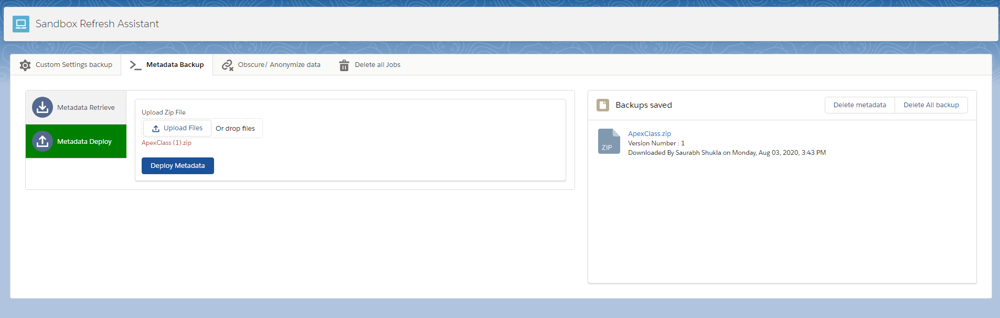 Sandbox Refresh Assistant
Custom Settings backup
Metadata Backup
Obscure/ Anonymize data
Delete all Jobs
Metadata Retrieve
Metadata Deploy
Upload Zip File
Upload Files Or drop files
ApexClass (1).zip
Deploy Metadata
Backups saved
Delete metadata
Delete All backup
ZIP
ApexClass.zip
Version Number : 1
Downloaded By Saurabh Shukla on Monday, Aug 03, 2020, 3:43 PM